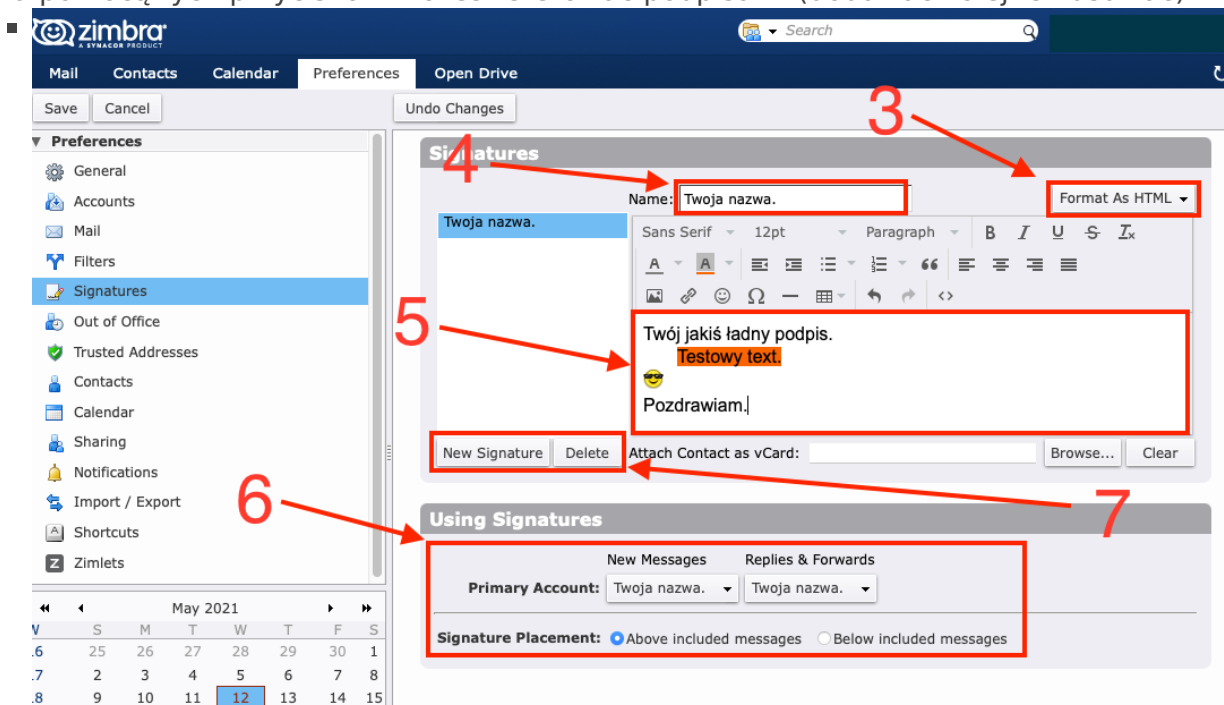 zimbra
A SYNACOR PRODUCT
Search
Mail Contacts Calendar Preferences Open Drive
Save Cancel Undo Changes
3
Preferences
General
Accounts
Mail
Filters
Signatures
Out of Office
Trusted Addresses
Contacts
Calendar
Sharing
Notifications
Import / Export
Shortcuts
Zimlets
May 2021
S M T W T F S
25 26 27 28 29 30 1
2 3 4 5 6 7 8
9 10 11 12 13 14 15
Signatures
4
Name: Twoja nazwa. Format As HTML
Twoja nazwa.
Sans Serif 12pt Paragraph B I U S Tx
A A
5
Twój jakiś ładny podpis.
Testowy text.
Pozdrawiam.
New Signature Delete Attach Contact as vCard: Browse... Clear
6
7
Using Signatures
New Messages Replies & Forwards
Primary Account: Twoja nazwa. Twoja nazwa.
Signature Placement: Above included messages Below included messages